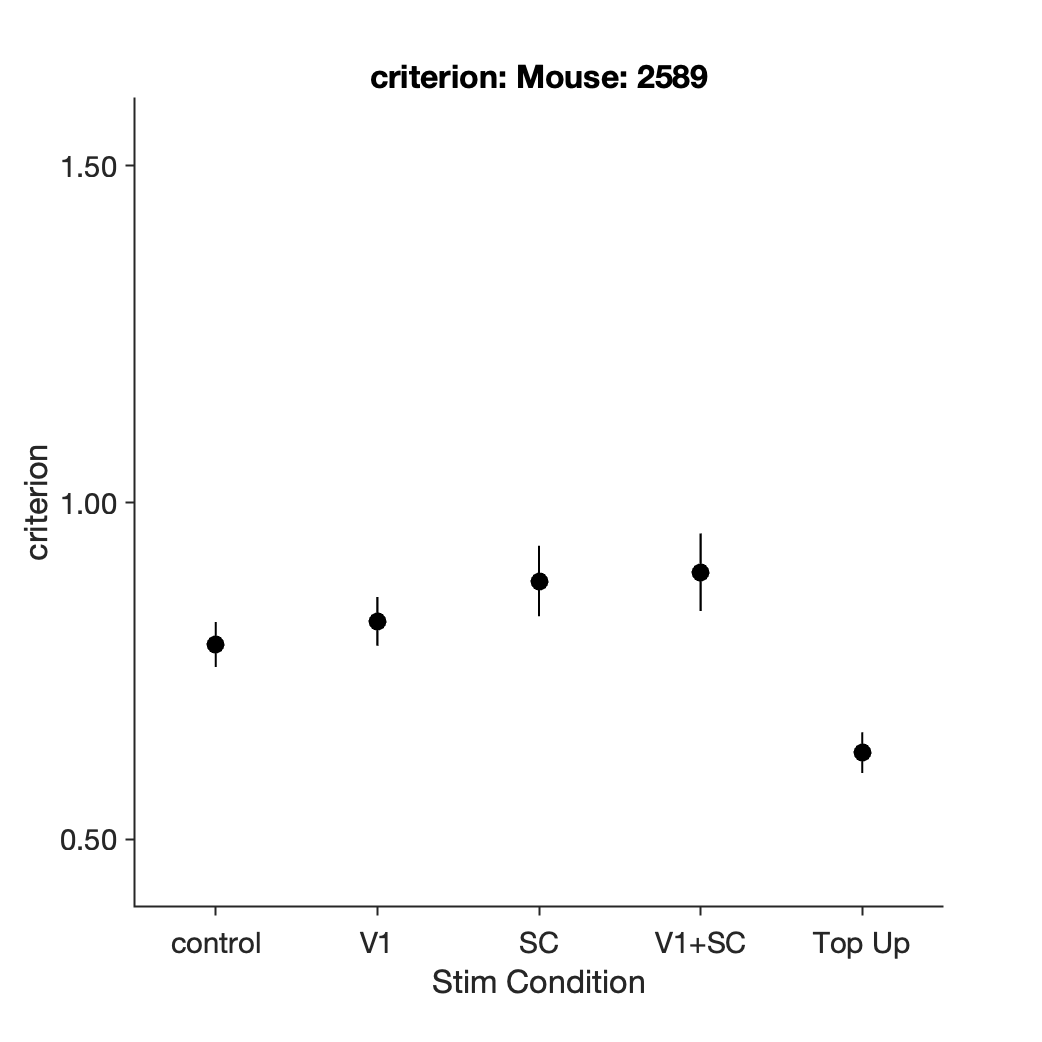 criterion: Mouse: 2589
criterion
1.50
1.00
0.50
control
V1
SC
V1+SC
Top Up
Stim Condition